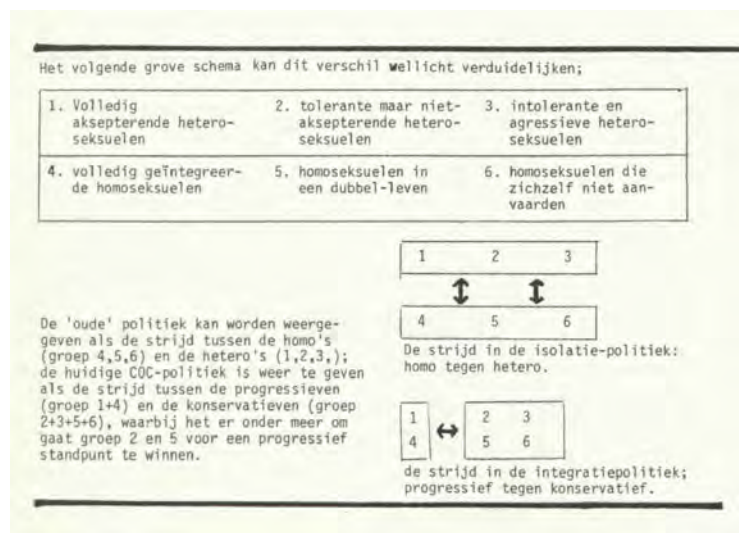 Het volgende grove schema kan dit verschil wellicht verduidelijken;
1. Volledig aksepterende hetero-seksuelen
2. tolerante maar niet-aksepterende hetero-seksuelen
3. intolerante en agressieve hetero-seksuelen
4. volledig geïntegreer-de homoseksuelen
5. homoseksuelen in een dubbel-leven
6. homoseksuelen die zichzelf niet aan-vaarden
1 2 3
4 5 6
De strijd in de isolatie-politiek:
homo tegen hetero.
De 'oude' politiek kan worden weerge-
geven als de strijd tussen de homo's
(groep 4,5,6) en de hetero's (1,2,3,);
de huidige COC-politiek is weer te geven
als de strijd tussen de progressieven
(groep 1+4) en de konservatieven (groep
2+3+5+6), waarbij het er onder meer om
gaat groep 2 en 5 voor een progressief
standpunt te winnen.
1 2 3
4 5 6
de strijd in de integratiepolitiek;
progressief tegen konservatief.